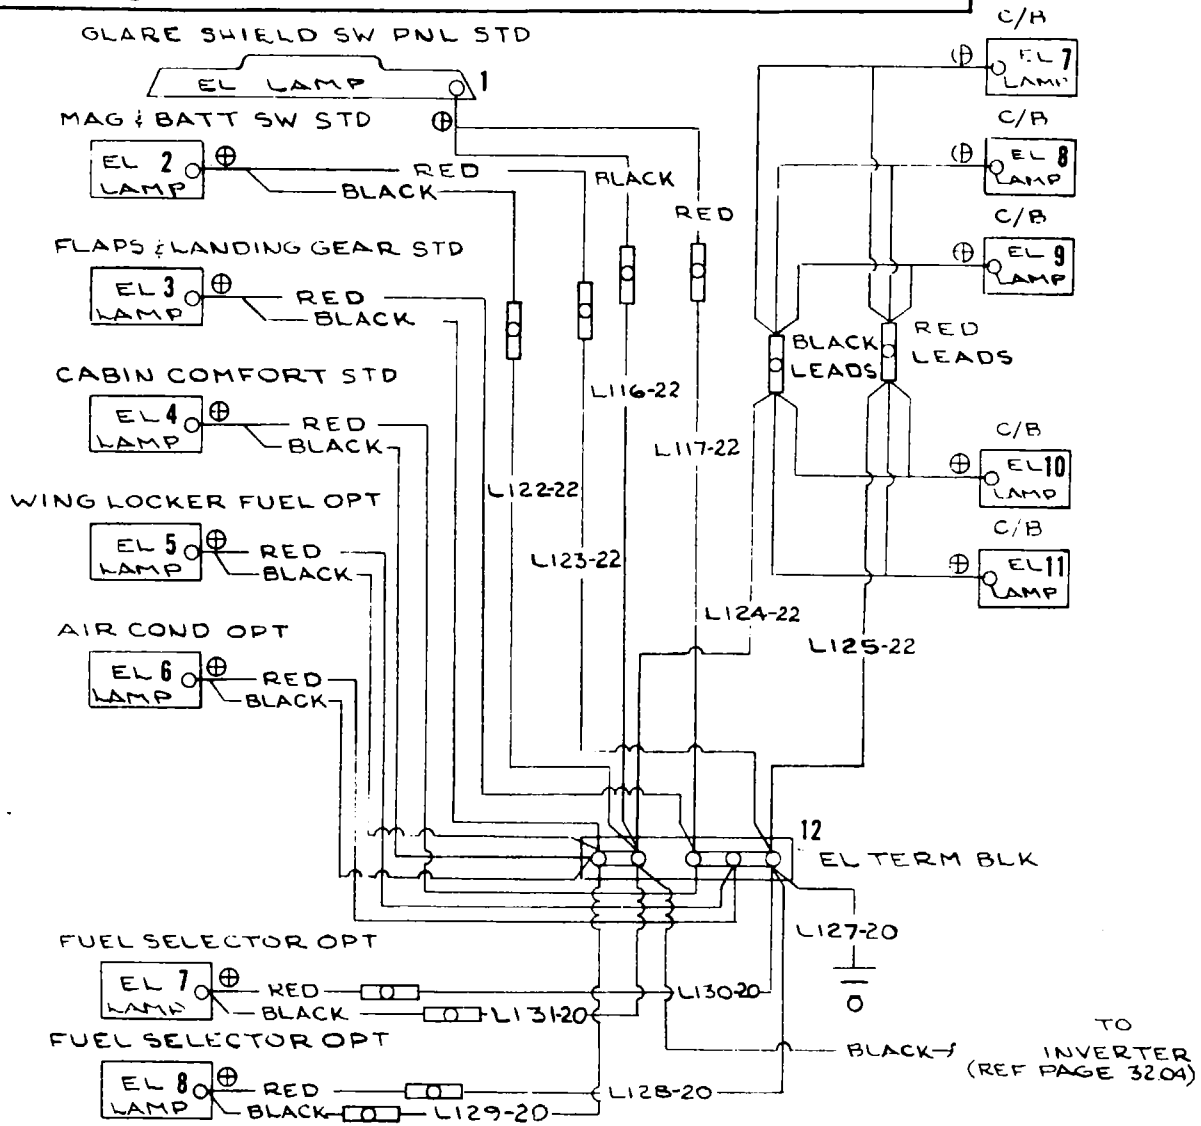 GLARE SHIELD SW PNL STD
EL LAMP
1
MAG & BATT SW STD
EL 2
LAMP
RED
BLACK
BLACK
RED
FLAPS & LANDING GEAR STD
EL 3
LAMP
RED
BLACK
CABIN COMFORT STD
EL 4
LAMP
RED
BLACK
WING LOCKER FUEL OPT
EL 5
LAMP
RED
BLACK
AIR COND OPT
EL 6
LAMP
RED
BLACK
L116-22
L117-22
L122-22
L123-22
L124-22
L125-22
C/B
EL 7
LAMP
C/B
EL 8
LAMP
C/B
EL 9
LAMP
BLACK
LEADS
RED
LEADS
C/B
EL 10
LAMP
C/B
EL 11
LAMP
12
EL TERM BLK
L127-20
FUEL SELECTOR OPT
EL 7
LAMP
RED
BLACK
L130-20
L131-20
FUEL SELECTOR OPT
EL 8
LAMP
RED
BLACK
L128-20
L129-20
BLACK
TO
INVERTER
(REF PAGE 32.04)